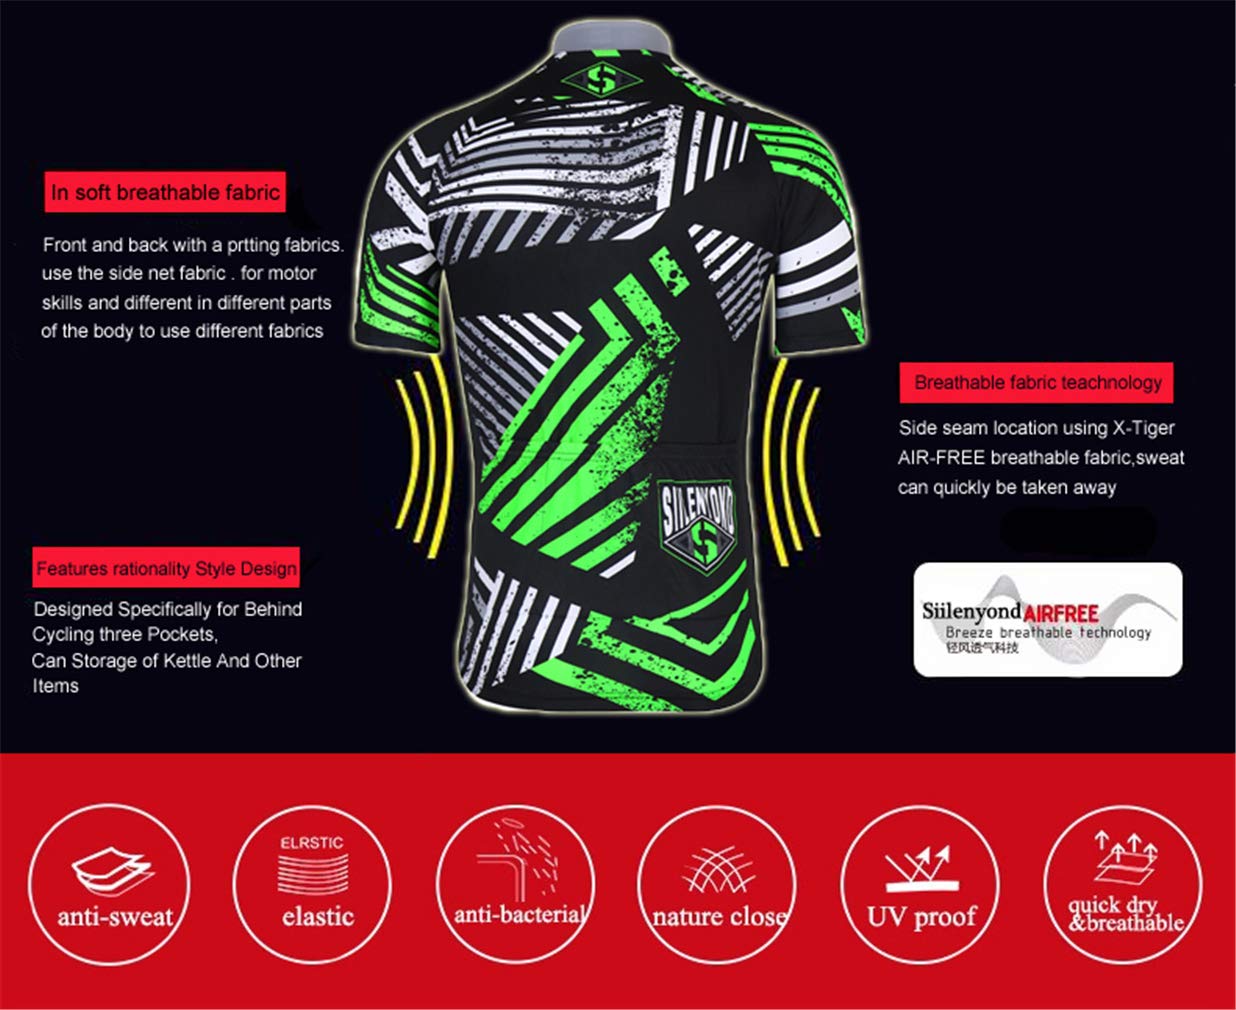 In soft breathable fabric
Front and back with a prtting fabrics.
use the side net fabric . for motor
skills and different in different parts
of the body to use different fabrics
SIILENYOND
Breathable fabric teachnology
Side seam location using X-Tiger
AIR-FREE breathable fabric,sweat
can quickly be taken away
Features rationality Style Design
Designed Specifically for Behind
Cycling three Pockets,
Can Storage of Kettle And Other
Items
Siilenyond AIRFREE
Breeze breathable technology
轻风透气科技
anti-sweat
ELRSTIC
elastic
anti-bacterial
nature close
UV proof
quick dry
&breathable